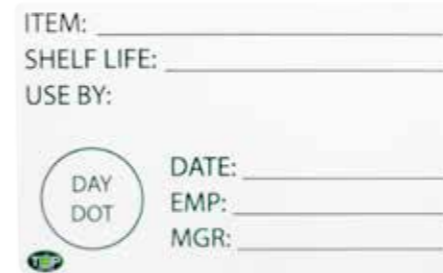 ITEM:
SHELF LIFE:
USE BY:
DAY
DOT
DATE:
EMP:
MGR: